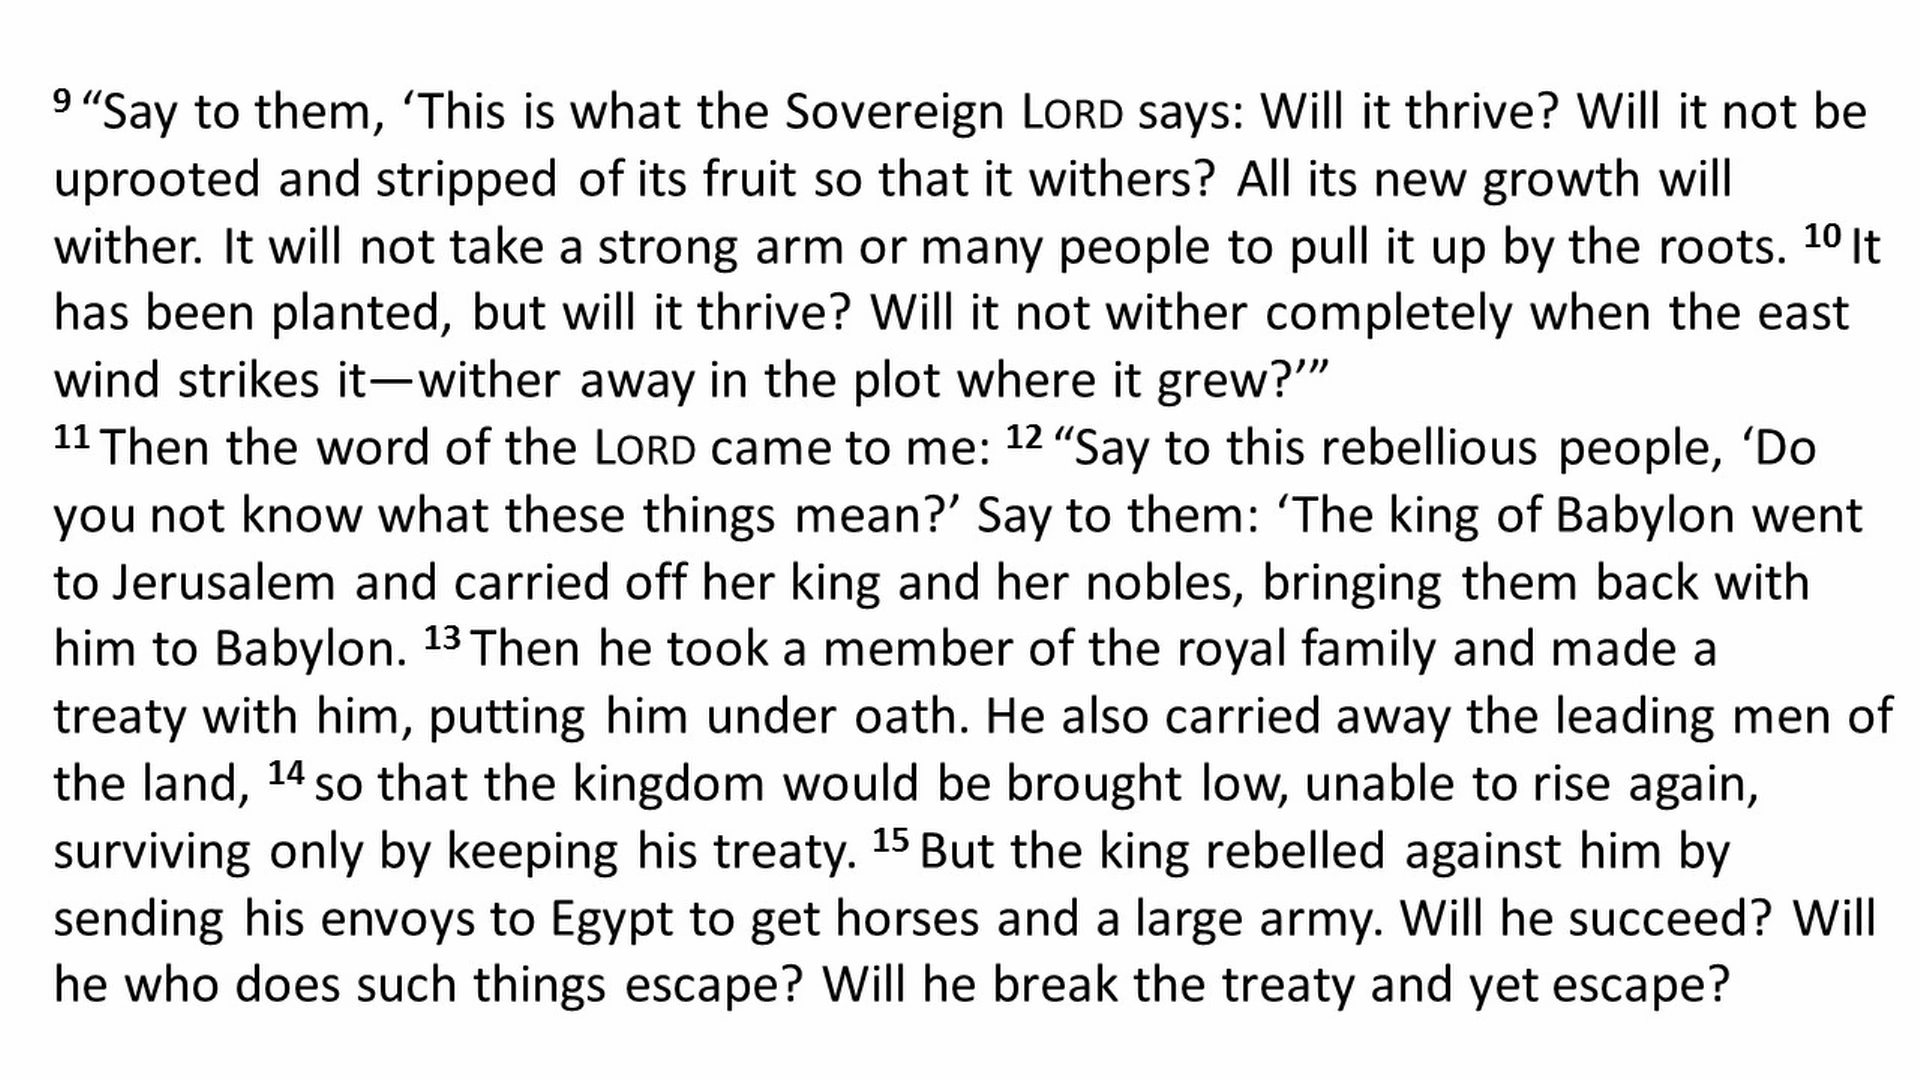 9 “Say to them, ‘This is what the Sovereign LORD says: Will it thrive? Will it not be
uprooted and stripped of its fruit so that it withers? All its new growth will
wither. It will not take a strong arm or many people to pull it up by the roots. 10 It
has been planted, but will it thrive? Will it not wither completely when the east
wind strikes it—wither away in the plot where it grew?’”
11 Then the word of the LORD came to me: 12 “Say to this rebellious people, ‘Do
you not know what these things mean?’ Say to them: ‘The king of Babylon went
to Jerusalem and carried off her king and her nobles, bringing them back with
him to Babylon. 13 Then he took a member of the royal family and made a
treaty with him, putting him under oath. He also carried away the leading men of
the land, 14 so that the kingdom would be brought low, unable to rise again,
surviving only by keeping his treaty. 15 But the king rebelled against him by
sending his envoys to Egypt to get horses and a large army. Will he succeed? Will
he who does such things escape? Will he break the treaty and yet escape?